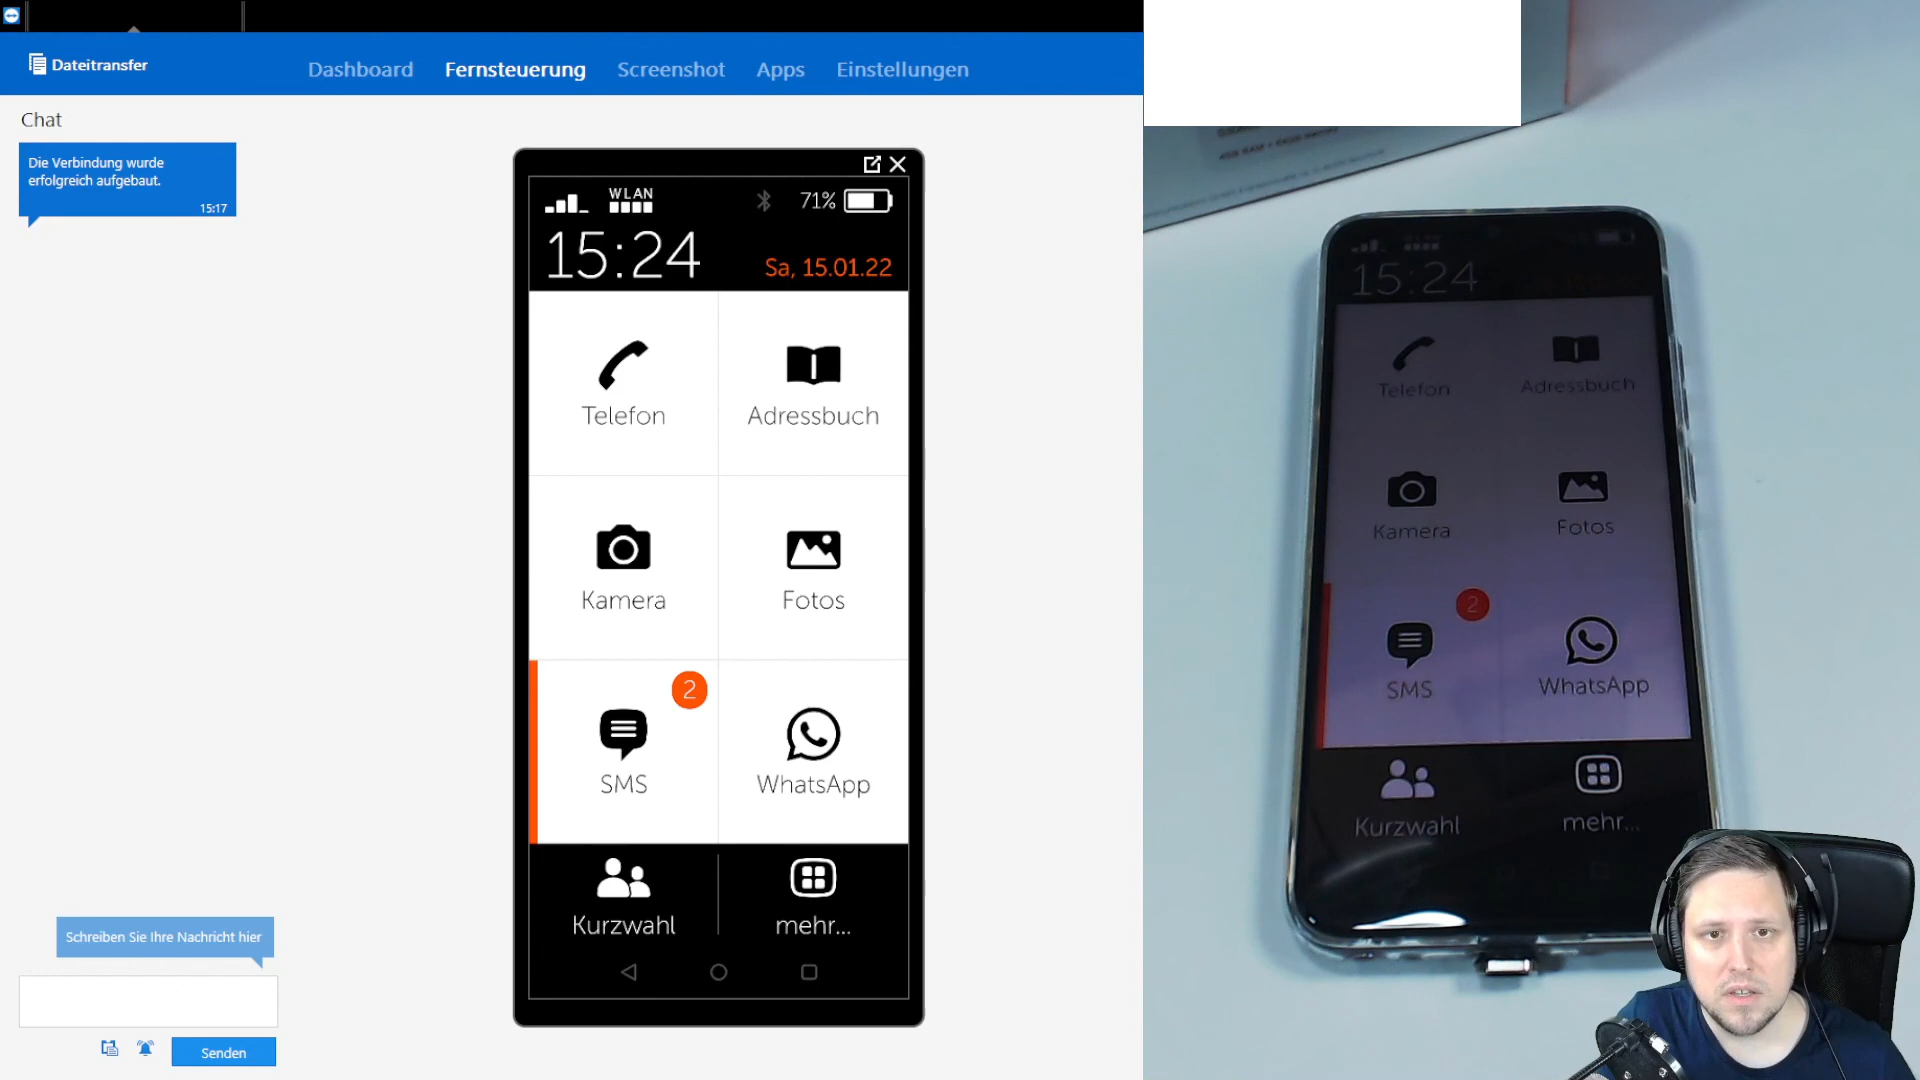 Dateitransfer
Dashboard Fernsteuerung Screenshot Apps Einstellungen
Chat
Die Verbindung wurde
erfolgreich aufgebaut.
15:17
WLAN
71%
15:24
Sa, 15.01.22
Telefon
Adressbuch
Kamera
Fotos
2
SMS
WhatsApp
Kurzwahl
mehr...
Schreiben Sie Ihre Nachricht hier
Senden
15:24
Telefon
Adressbuch
Kamera
Fotos
2
SMS
WhatsApp
Kurzwahl
mehr...